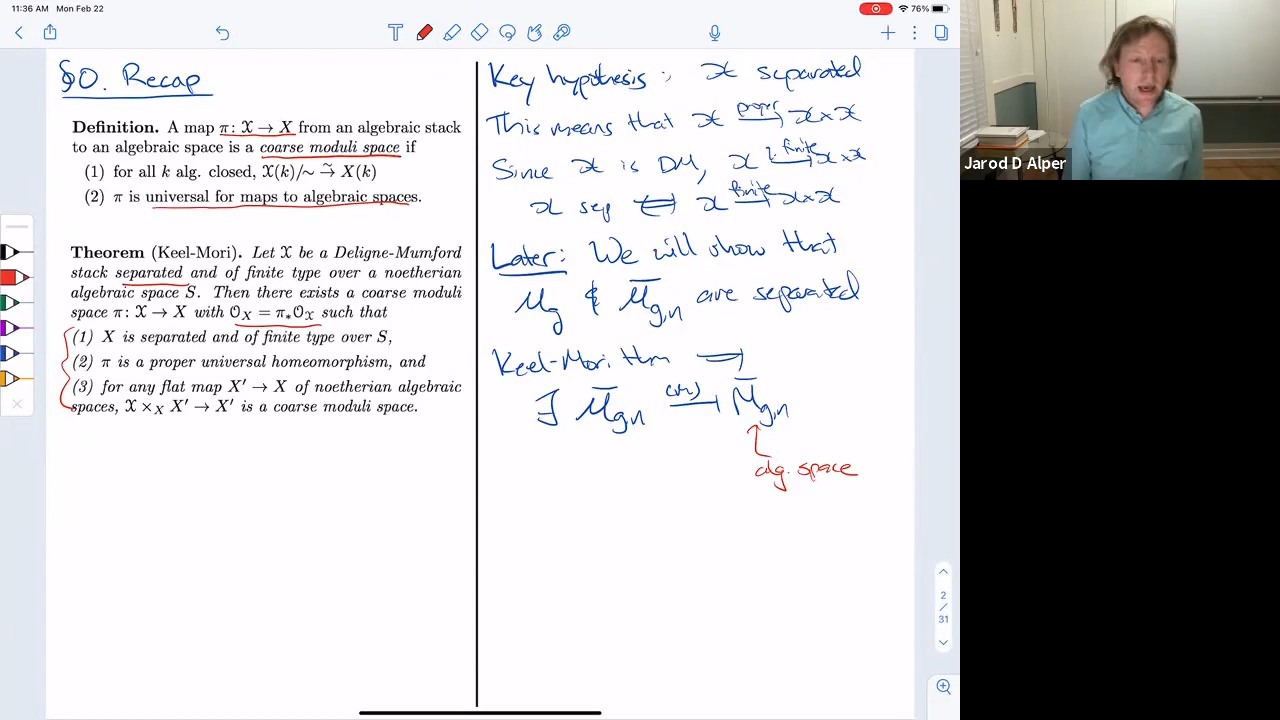 11:36 AM Mon Feb 22
76%
§0. Recap
Definition. A map π: 𝒳 → X from an algebraic stack
to an algebraic space is a coarse moduli space if
(1) for all k alg. closed, 𝒳(k)/∼ ⥲ X(k)
(2) π is universal for maps to algebraic spaces.
Theorem (Keel-Mori). Let 𝒳 be a Deligne-Mumford
stack separated and of finite type over a noetherian
algebraic space S. Then there exists a coarse moduli
space π: 𝒳 → X with 𝒪_X = π_*𝒪_𝒳 such that
(1) X is separated and of finite type over S,
(2) π is a proper universal homeomorphism, and
(3) for any flat map X′ → X of noetherian algebraic
spaces, 𝒳 ×_X X′ → X′ is a coarse moduli space.
Key hypothesis: 𝒳 separated
This means that 𝒳 →^{proper} 𝒳×𝒳
Since 𝒳 is DM, 𝒳 →^{q. finite} 𝒳×𝒳
𝒳 sep ⟺ 𝒳 →^{finite} 𝒳×𝒳
Later: We will show that
ℳ_g & ℳ̄_{g,n} are separated
Keel-Mori thm ⟹
∃ ℳ̄_{g,n} →^{cm} M̄_{g,n}
alg. space
2
/
31
Jarod D Alper